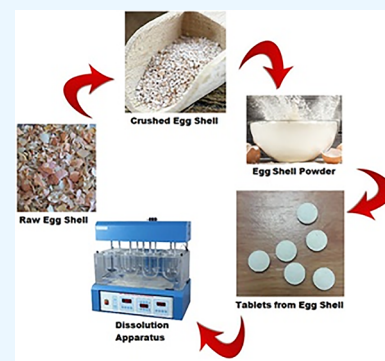 Crushed Egg Shell
Egg Shell Powder
Raw Egg Shell
Tablets from Egg Shell
Dissolution
Apparatus